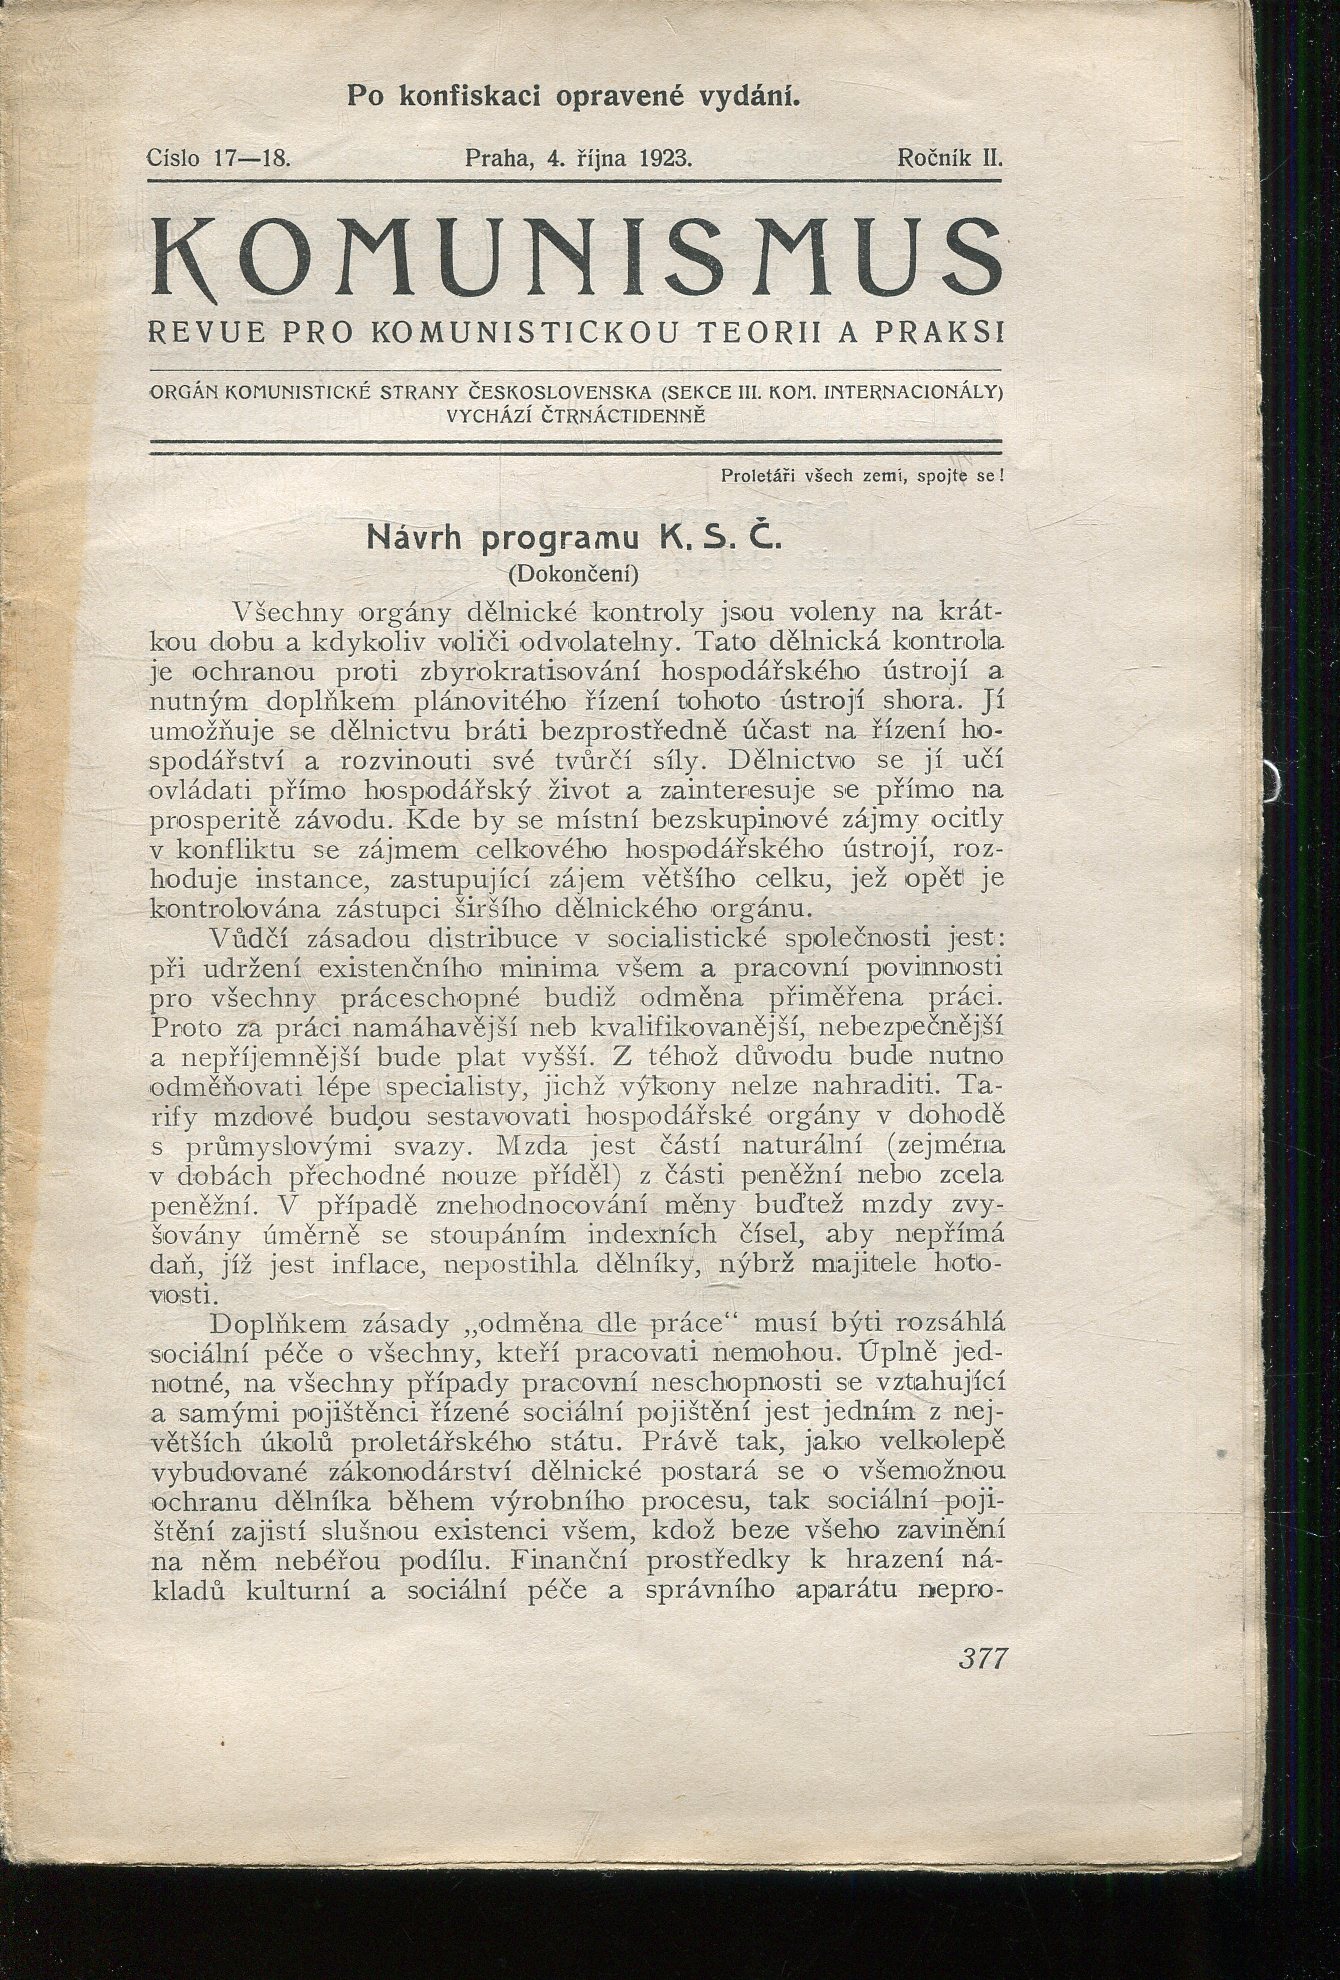 Po konfiskaci opravené vydání.
Číslo 17—18. Praha, 4. října 1923. Ročník II.
KOMUNISMUS
REVUE PRO KOMUNISTICKOU TEORII A PRAKSI
ORGÁN KOMUNISTICKÉ STRANY ČESKOSLOVENSKA (SEKCE III. KOM. INTERNACIONÁLY)
VYCHÁZÍ ČTRNÁCTIDENNĚ
Proletáři všech zemí, spojte se!
Návrh programu K. S. Č.
(Dokončení)
Všechny orgány dělnické kontroly jsou voleny na krát-
kou dobu a kdykoliv voliči odvolatelny. Tato dělnická kontrola
je ochranou proti zbyrokratisování hospodářského ústrojí a
nutným doplňkem plánovitého řízení tohoto ústrojí shora. Jí
umožňuje se dělnictvu bráti bezprostředně účast na řízení ho-
spodářství a rozvinouti své tvůrčí síly. Dělnictvo se jí učí
ovládati přímo hospodářský život a zainteresuje se přímo na
prosperitě závodu. Kde by se místní bezskupinové zájmy ocitly
v konfliktu se zájmem celkového hospodářského ústrojí, roz-
hoduje instance, zastupující zájem většího celku, jež opět je
kontrolována zástupci širšího dělnického orgánu.
Vůdčí zásadou distribuce v socialistické společnosti jest:
při udržení existenčního minima všem a pracovní povinnosti
pro všechny práceschopné budiž odměna přiměřena práci.
Proto za práci namáhavější neb kvalifikovanější, nebezpečnější
a nepříjemnější bude plat vyšší. Z téhož důvodu bude nutno
odměňovati lépe specialisty, jichž výkony nelze nahraditi. Ta-
rify mzdové budou sestavovati hospodářské orgány v dohodě
s průmyslovými svazy. Mzda jest částí naturální (zejména
v dobách přechodné nouze příděl) z části peněžní nebo zcela
peněžní. V případě znehodnocování měny buďtež mzdy zvy-
šovány úměrně se stoupáním indexních čísel, aby nepřímá
daň, jíž jest inflace, nepostihla dělníky, nýbrž majitele hoto-
vosti.
Doplňkem zásady „odměna dle práce“ musí býti rozsáhlá
sociální péče o všechny, kteří pracovati nemohou. Úplně jed-
notné, na všechny případy pracovní neschopnosti se vztahující
a samými pojištěnci řízené sociální pojištění jest jedním z nej-
větších úkolů proletářského státu. Právě tak, jako velkolepě
vybudované zákonodárství dělnické postará se o všemožnou
ochranu dělníka během výrobního procesu, tak sociální poji-
štění zajistí slušnou existenci všem, kdož beze všeho zavinění
na něm nebéřou podílu. Finanční prostředky k hrazení ná-
kladů kulturní a sociální péče a správního aparátu nepro-
377